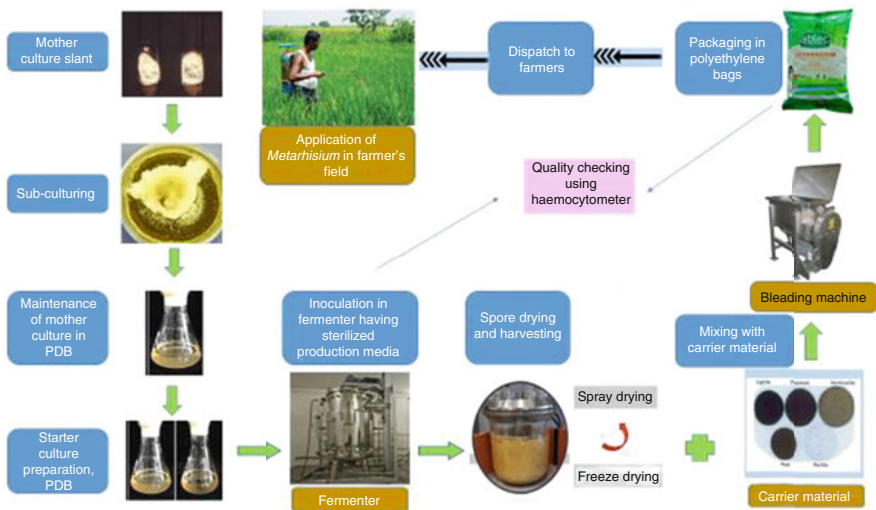 Mother
culture slant
Sub-culturing
Maintenance
of mother
culture in
PDB
Starter
culture
preparation,
PDB
Application of
Metarhisium in farmer's
field
Dispatch to
farmers
Packaging in
polyethylene
bags
Quality checking
using
haemocytometer
Inoculation in
fermenter having
sterilized
production media
Fermenter
Spore drying
and harvesting
Spray drying
Freeze drying
Bleading machine
Mixing with
carrier material
Carrier material